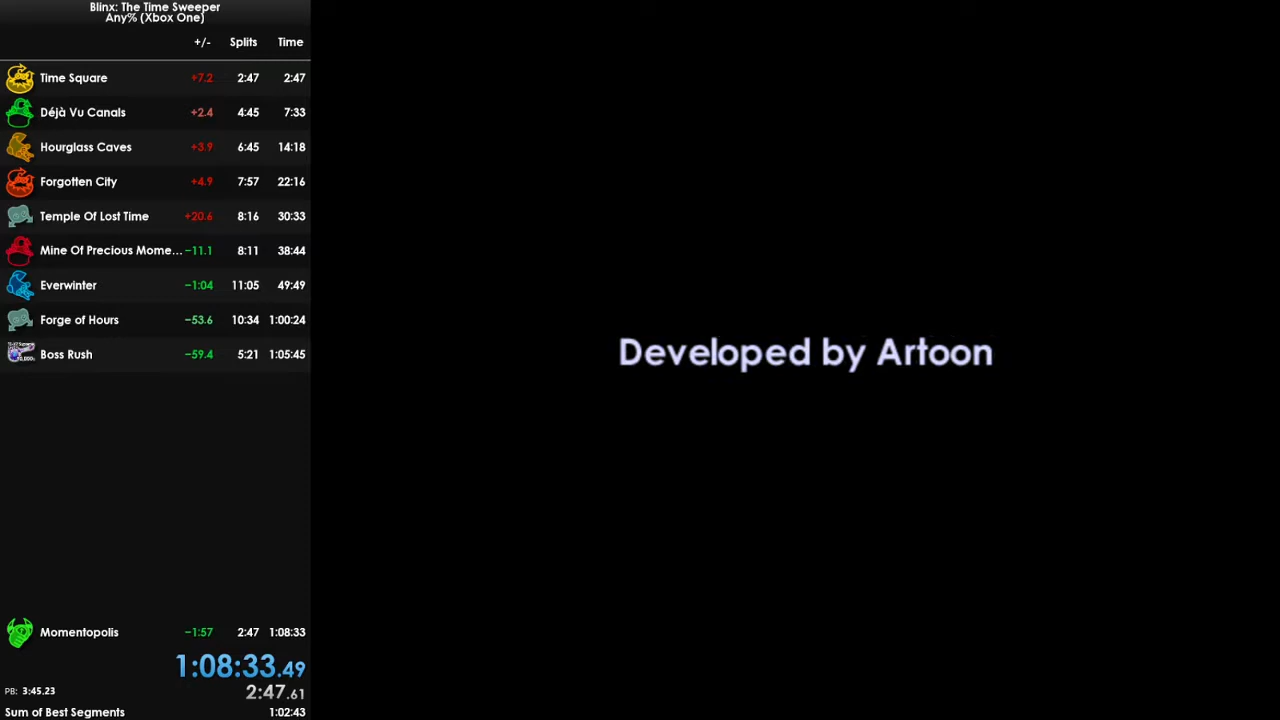 Blinx: The Time Sweeper
Any% (Xbox One)
+/- Splits Time
Time Square +7.2 2:47 2:47
Déjà Vu Canals +2.4 4:45 7:33
Hourglass Caves +3.9 6:45 14:18
Forgotten City +4.9 7:57 22:16
Temple Of Lost Time +20.6 8:16 30:33
Mine Of Precious Mome... −11.1 8:11 38:44
Everwinter −1:04 11:05 49:49
Forge of Hours −53.6 10:34 1:00:24
Boss Rush −59.4 5:21 1:05:45
Developed by Artoon
Momentopolis −1:57 2:47 1:08:33
1:08:33.49
PB: 3:45.23 2:47.61
Sum of Best Segments 1:02:43